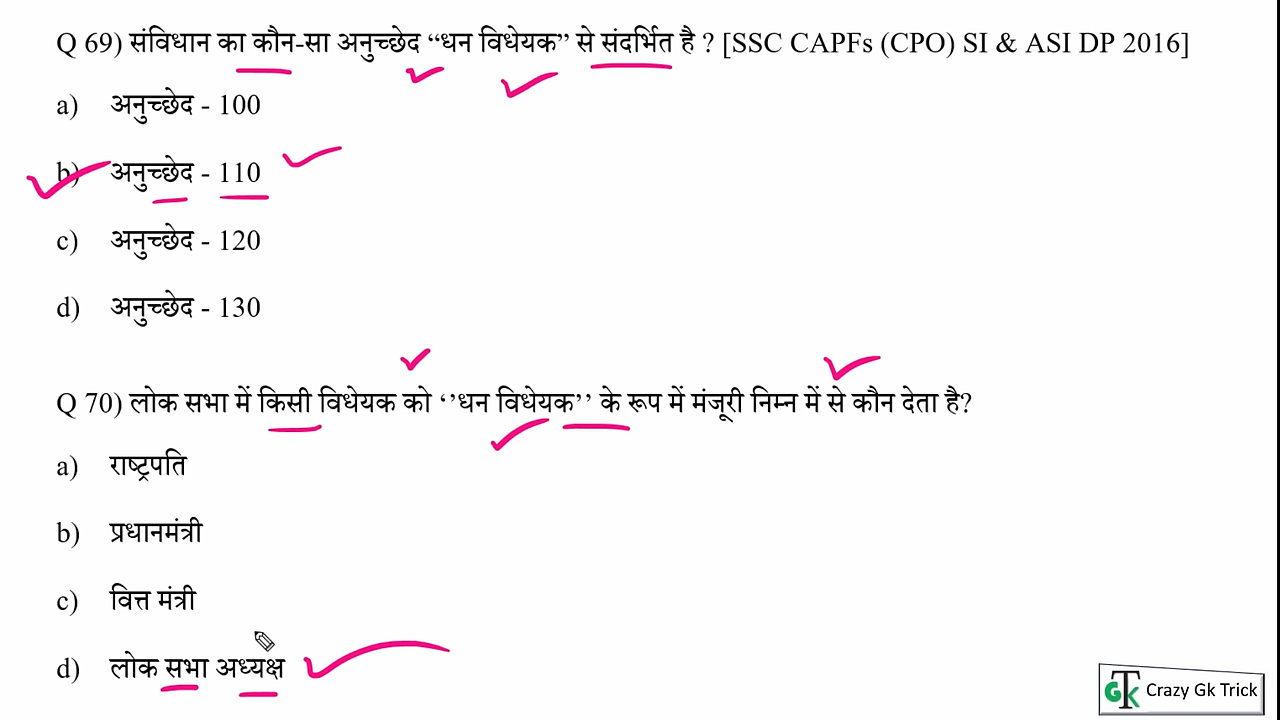 Q 69) संविधान का कौन-सा अनुच्छेद “धन विधेयक” से संदर्भित है ? [SSC CAPFs (CPO) SI & ASI DP 2016]
a) अनुच्छेद - 100
b) अनुच्छेद - 110
c) अनुच्छेद - 120
d) अनुच्छेद - 130
Q 70) लोक सभा में किसी विधेयक को ‘’धन विधेयक’’ के रूप में मंजूरी निम्न में से कौन देता है?
a) राष्ट्रपति
b) प्रधानमंत्री
c) वित्त मंत्री
d) लोक सभा अध्यक्ष
GTK Crazy Gk Trick